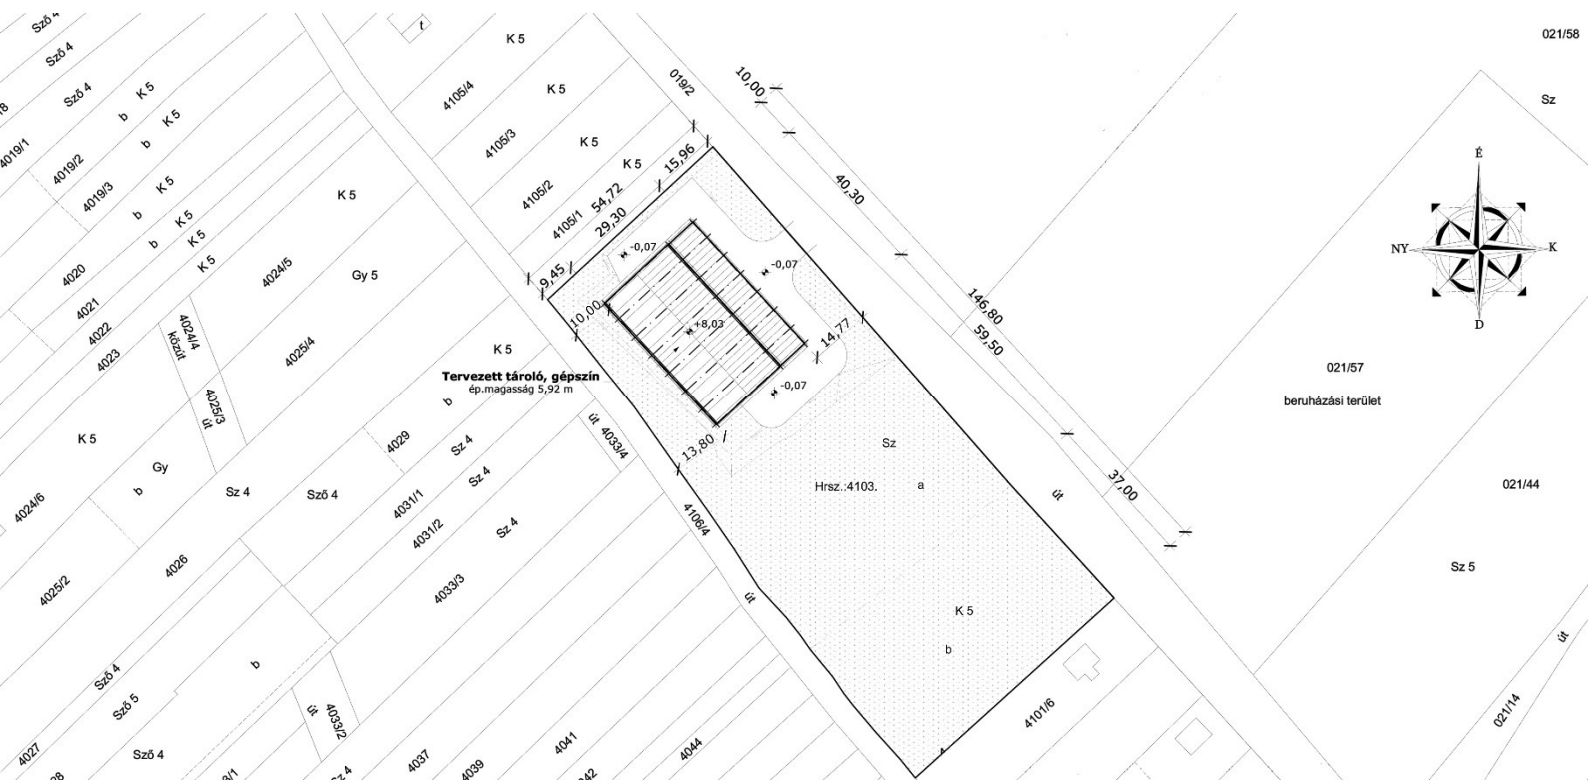 Sző 4
t
K 5
021/58
Sző 4
Sz
Sző 4
b
K 5
4105/4
K 5
019/2
10,00
4019/1
b
K 5
4105/3
K 5
K 5
15,96
4019/2
4019/3
b
K 5
K 5
4105/2
54,72
40,30
É
NY
K
D
b
K 5
K 5
4105/1
29,30
-0,07
4020
K 5
4024/5
Gy 5
9,45
-0,07
4021
4022
4023
4024/4
közút
4025/4
10,00
+8,03
14,77
146,80
59,50
K 5
Tervezett tároló, gépszín
ép.magasság 5,92 m
-0,07
021/57
beruházási terület
4025/3
út
b
4029
Sz 4
út
4033/4
13,80
Sz
K 5
Gy
b
Sz 4
Sző 4
4031/1
Sz 4
Hrsz.:4103.
a
út
37,00
021/44
4024/6
4031/2
Sz 4
4106/4
4025/2
4026
4033/3
út
K 5
Sz 5
b
út
Sző 4
b
Sző 5
út
4033/2
4101/6
021/14
4027
Sző 4
4037
4039
4041
4044
Sz 4